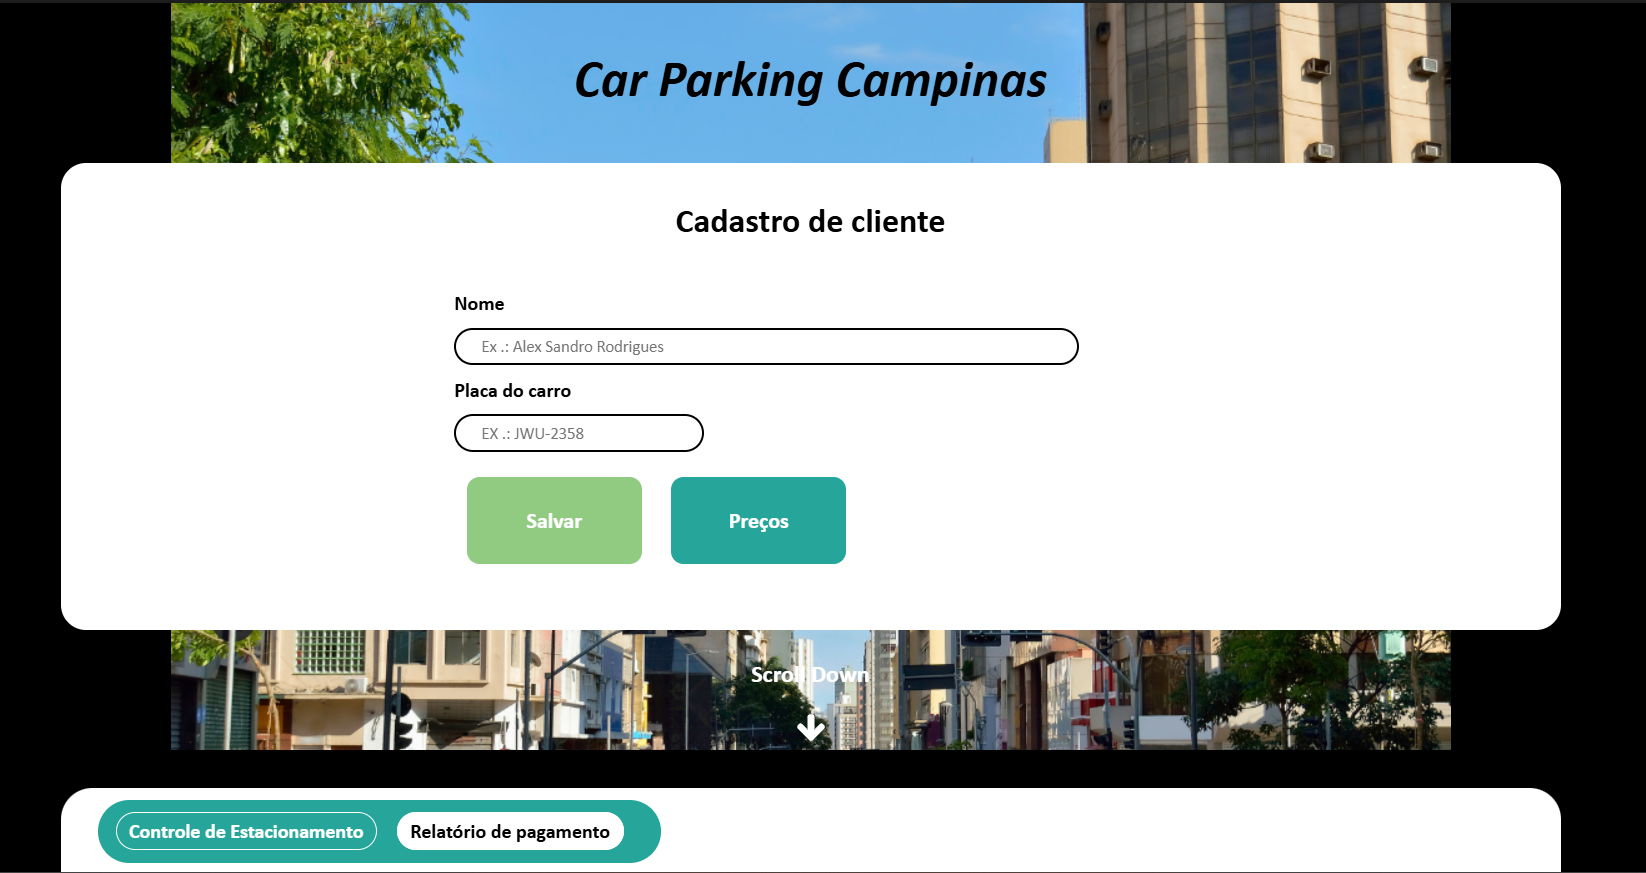 Car Parking Campinas
Cadastro de cliente
Nome
Ex .: Alex Sandro Rodrigues
Placa do carro
EX .: JWU-2358
Salvar Preços
Scroll Down
Controle de Estacionamento Relatório de pagamento